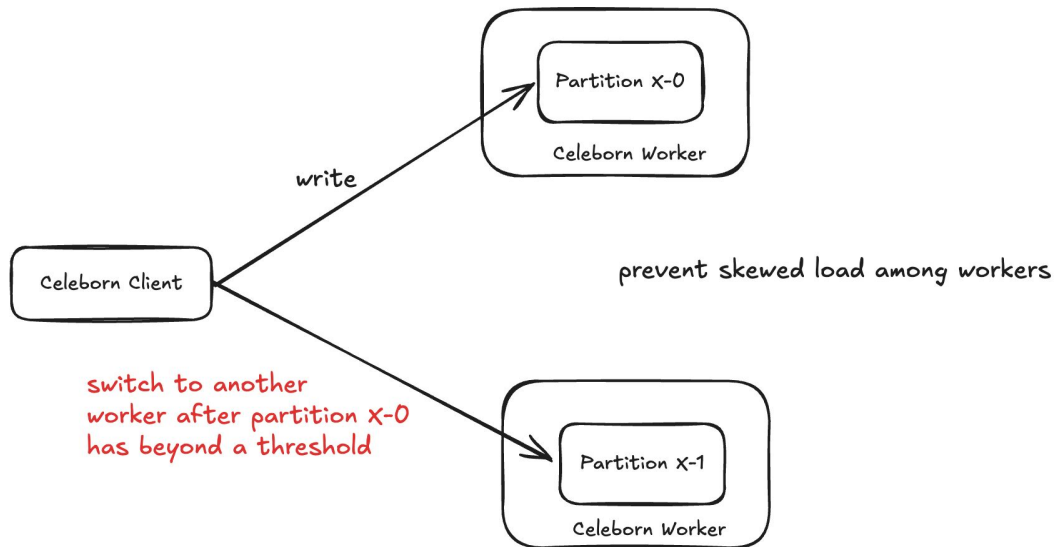 Partition X-0
Celeborn Worker
write
Celeborn Client
prevent skewed load among workers
switch to another
worker after partition X-0
has beyond a threshold
Partition X-1
Celeborn Worker